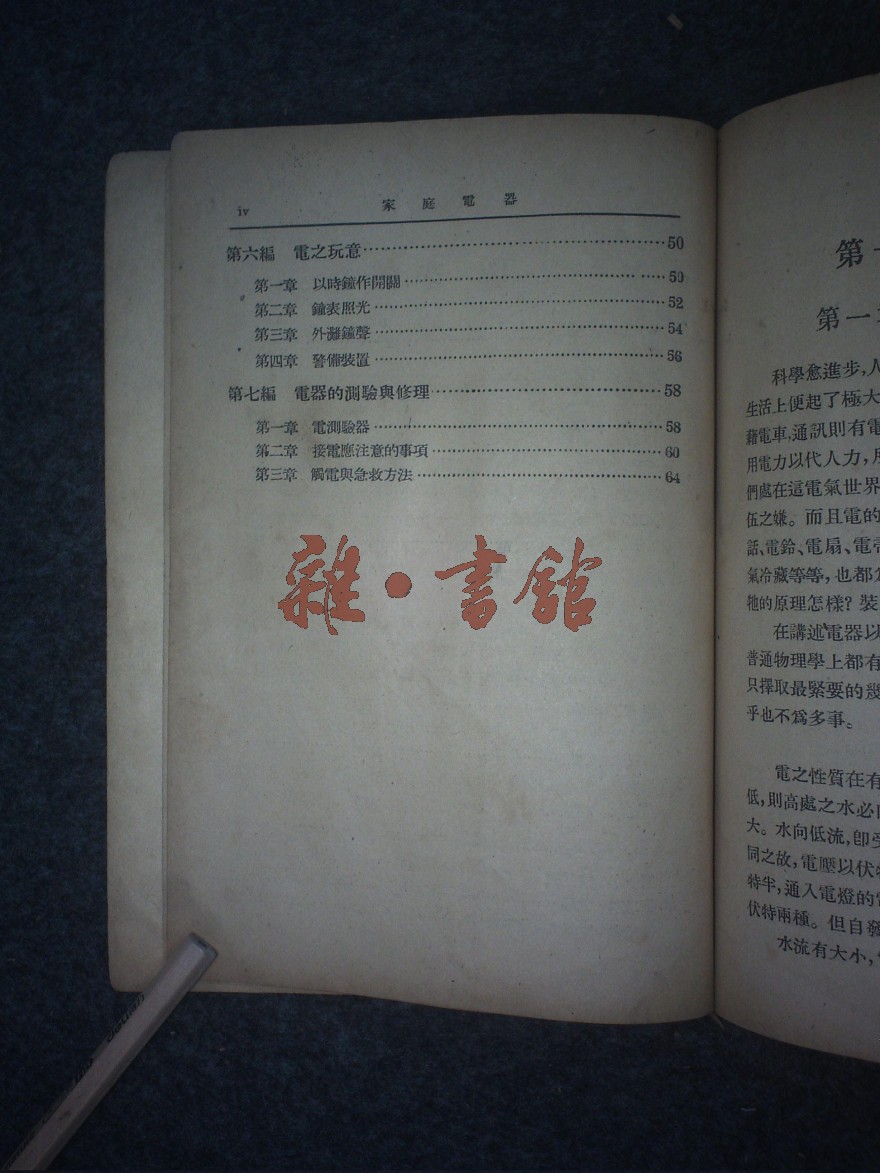 iv 家庭電器
第六編 電之玩意 50
第一章 以時鐘作開關 50
第二章 鐘表照光 52
第三章 外灘鐘聲 54
第四章 警備裝置 56
第七編 電器的測驗與修理 58
第一章 電測驗器 58
第二章 接電應注意的事項 60
第三章 觸電與急救方法 64
雜·書館
第一
第一章
科學愈進步,人
生活上便起了極大
藉電車,通訊則有電
用電力以代人力,
們處在這電氣世界
伍之嫌。而且電的
話、電鈴、電扇、電
氣冷藏等等,也都
牠的原理怎樣?裝
在講述電器以
普通物理學上都有
只擇取最緊要的幾
乎也不爲多事。
電之性質在有
低,則高處之水必
大。水向低流,卽受
同之故,電壓以伏
特半,通入電燈的
伏特兩種。但自發
水流有大小,